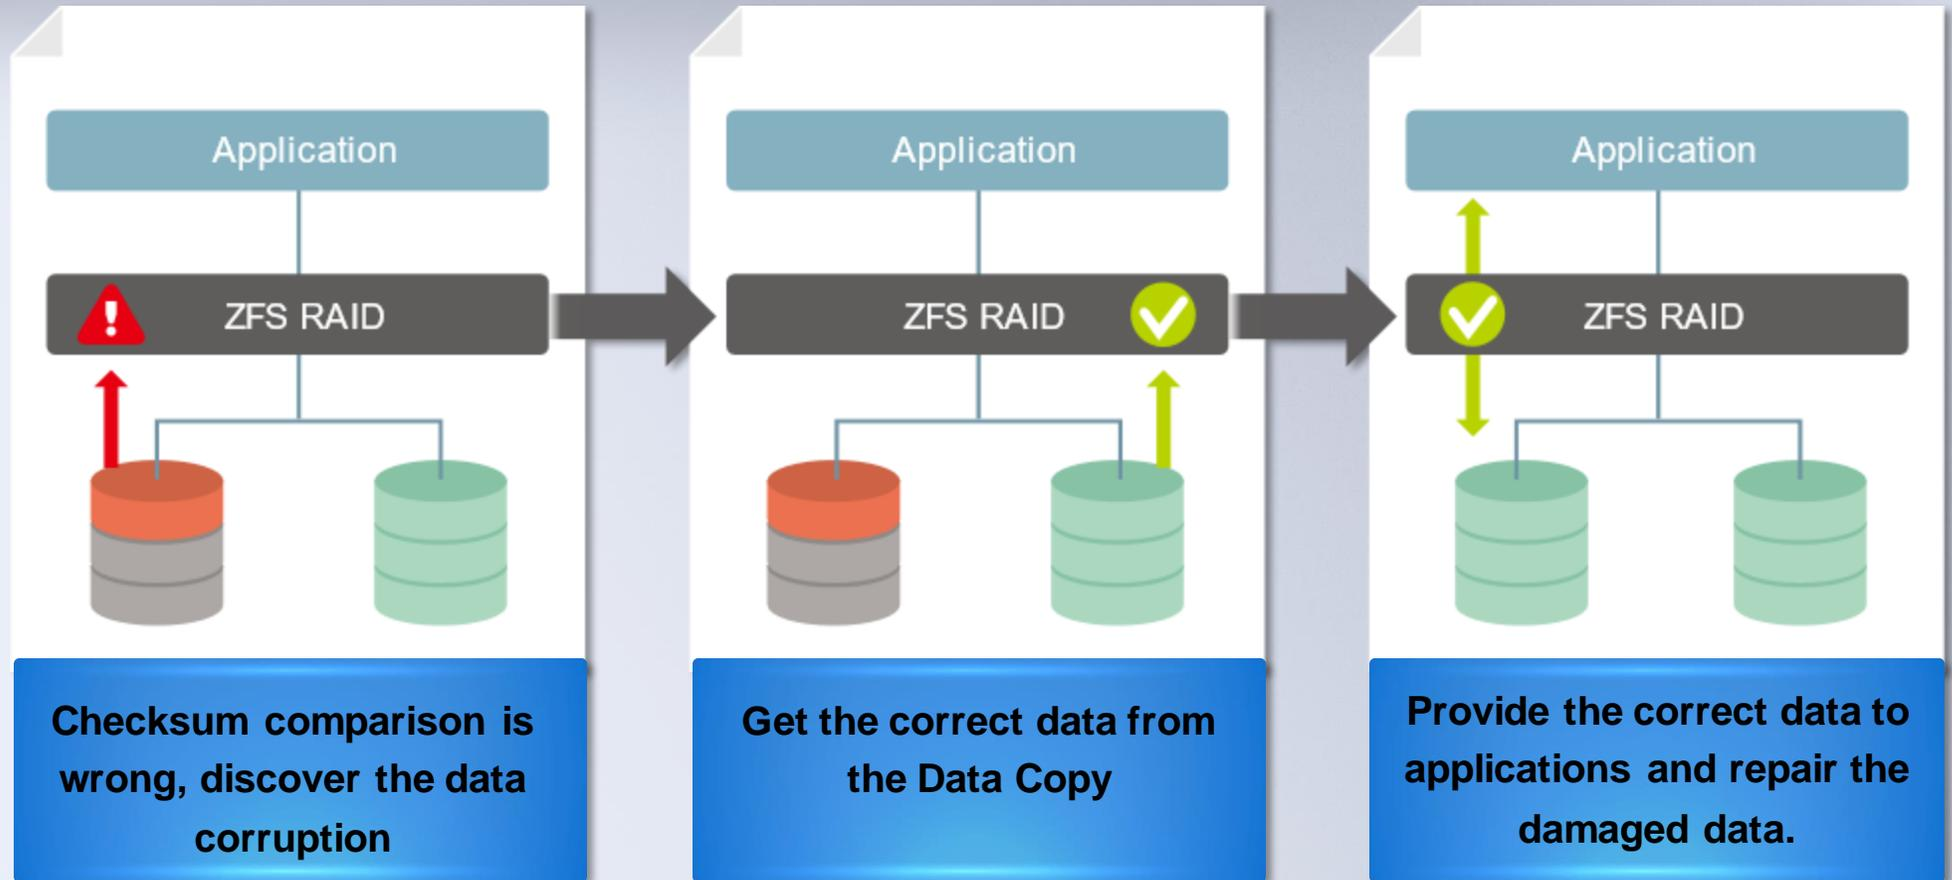 Application
ZFS RAID
Checksum comparison is
wrong, discover the data
corruption
Application
ZFS RAID
Get the correct data from
the Data Copy
Application
ZFS RAID
Provide the correct data to
applications and repair the
damaged data.